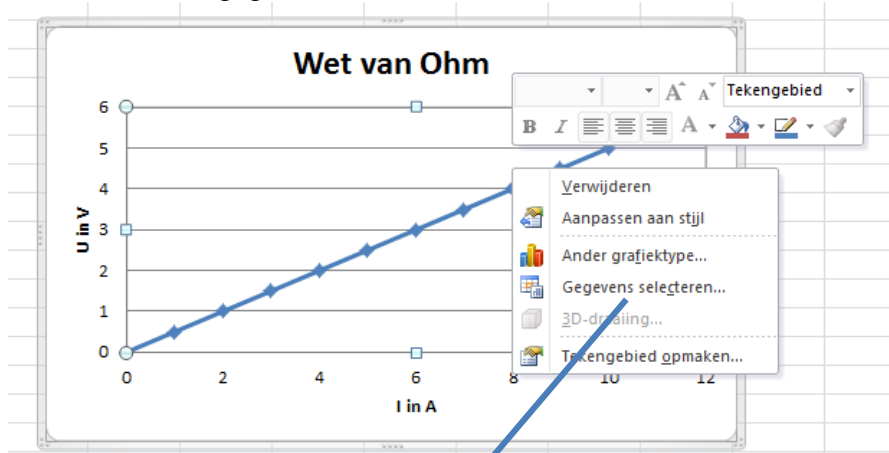 Wet van Ohm
Tekengebied
A A
B I A
6
5
4
3
2
1
0
U in V
0 2 4 6 8 10 12
I in A
Verwijderen
Aanpassen aan stijl
Ander grafiektype...
Gegevens selecteren...
3D-draaiing...
Tekengebied opmaken...